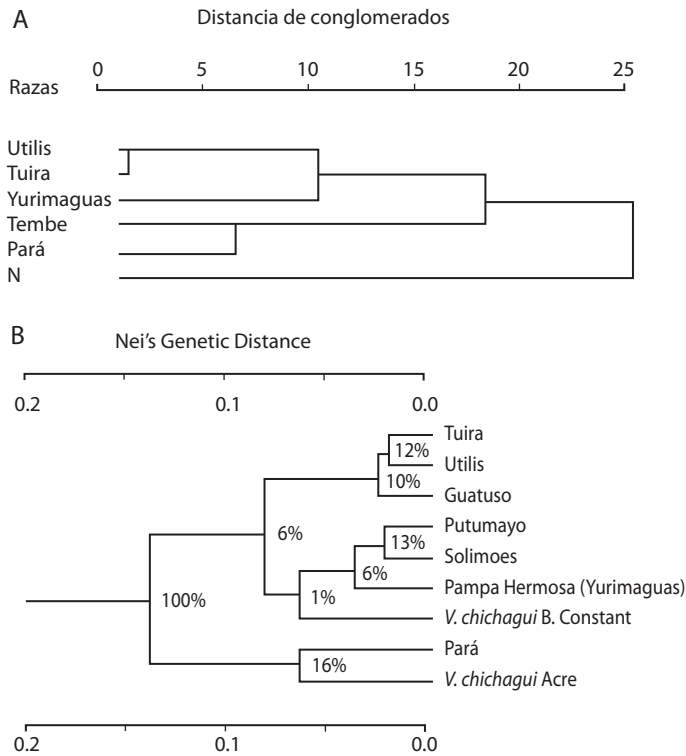 A
Distancia de conglomerados
0 5 10 15 20 25
Razas
Utilis
Tuira
Yurimaguas
Tembe
Pará
N
B
Nei's Genetic Distance
0.2 0.1 0.0
Tuira
12%
Utilis
10%
Guatuso
Putumayo
6%
13%
Solimoes
6%
Pampa Hermosa (Yurimaguas)
100%
1%
V. chichagui B. Constant
Pará
16%
V. chichagui Acre
0.2 0.1 0.0